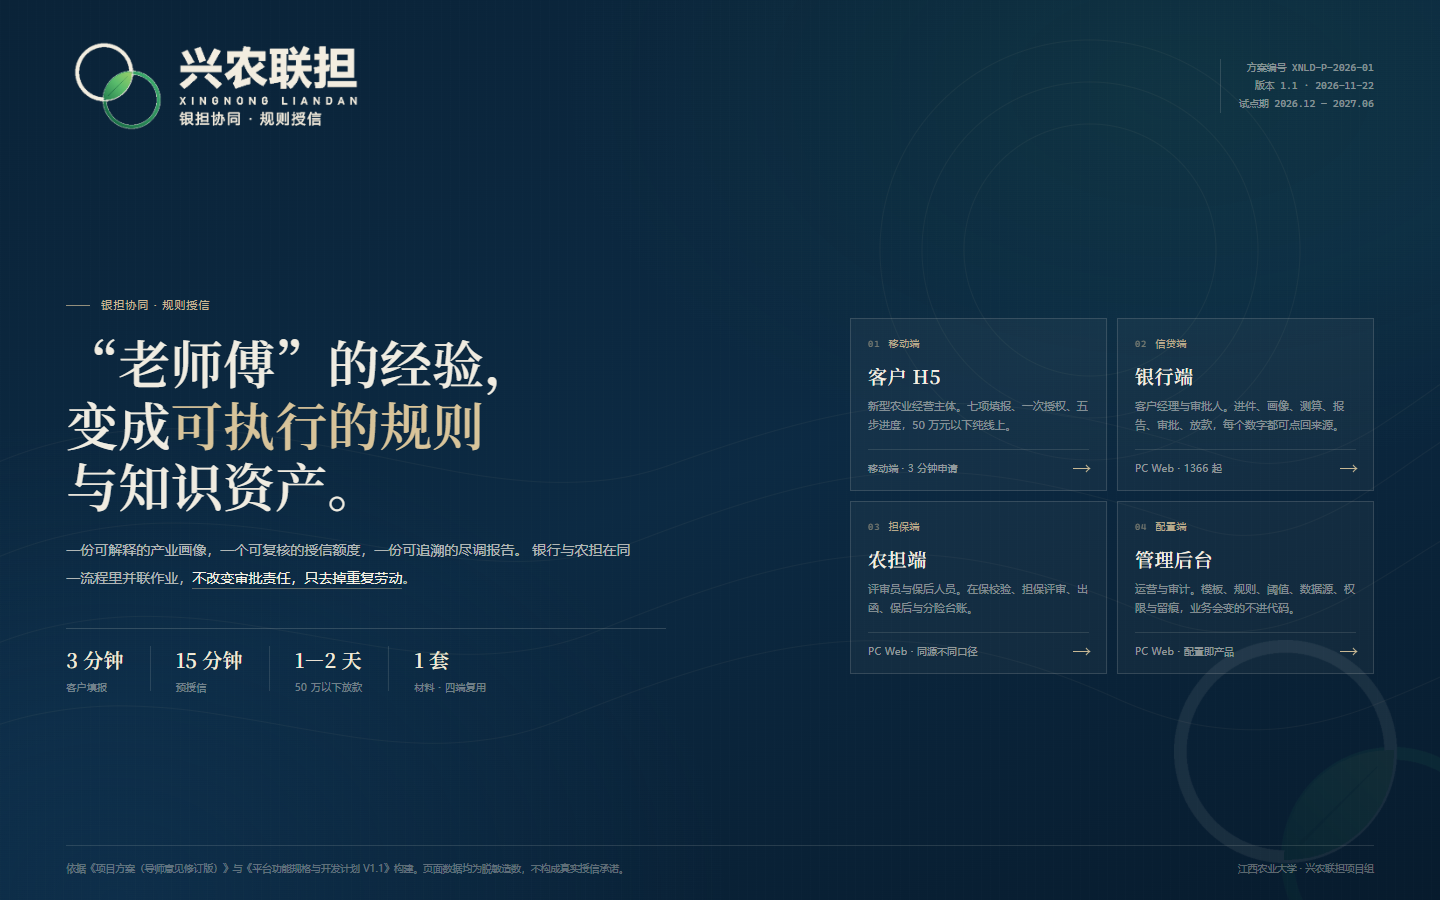 兴农联担
XINGNONG LIANDAN
银担协同 · 规则授信
方案编号 XNLD-P-2026-01
版本 1.1 · 2026-11-22
试点期 2026.12 — 2027.06
银担协同 · 规则授信
“老师傅”的经验，
变成可执行的规则
与知识资产。
一份可解释的产业画像，一个可复核的授信额度，一份可追溯的尽调报告。 银行与农担在同
一流程里并联作业，不改变审批责任，只去掉重复劳动。
3 分钟
客户填报
15 分钟
预授信
1—2 天
50 万以下放款
1 套
材料 · 四端复用
01 移动端
客户 H5
新型农业经营主体。七项填报、一次授权、五
步进度，50 万元以下纯线上。
移动端 · 3 分钟申请 →
02 信贷端
银行端
客户经理与审批人。进件、画像、测算、报
告、审批、放款，每个数字都可点回来源。
PC Web · 1366 起 →
03 担保端
农担端
评审员与保后人员。在保校验、担保评审、出
函、保后与分险台账。
PC Web · 同源不同口径 →
04 配置端
管理后台
运营与审计。模板、规则、阈值、数据源、权
限与留痕，业务会变的不进代码。
PC Web · 配置即产品 →
依据《项目方案（导师意见修订版）》与《平台功能规格与开发计划 V1.1》构建。页面数据均为脱敏造数，不构成真实授信承诺。
江西农业大学 · 兴农联担项目组